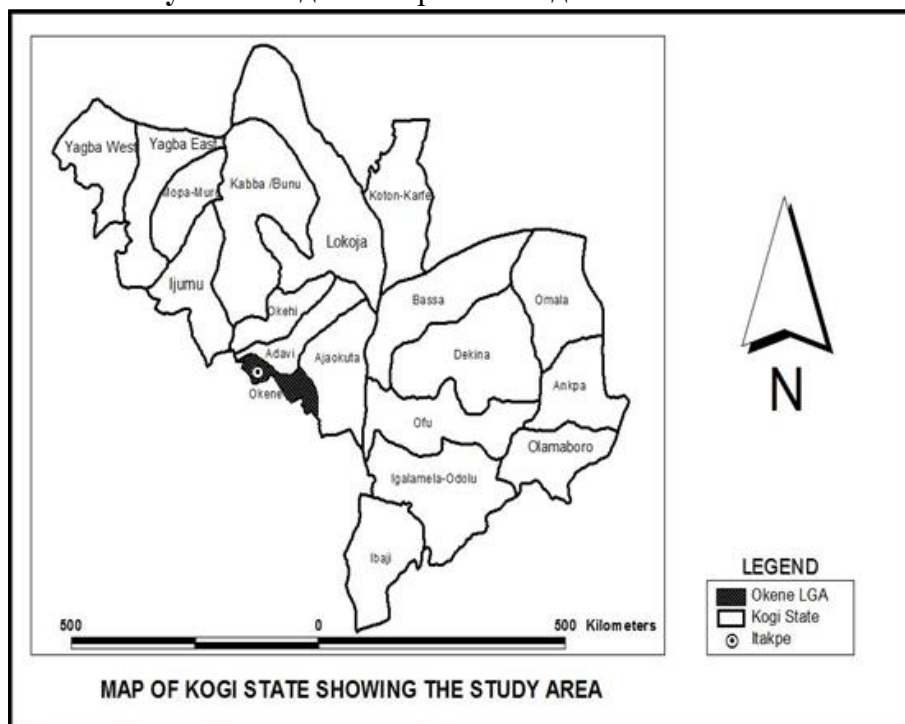 Yagba West
Yagba East
Mopa-Muro
Kabba /Bunu
Koton-Karfe
Lokoja
Ijumu
Okehi
Bassa
Omala
Adavi
Ajaokuta
Dekina
Okene
Ankpa
Ofu
Olamaboro
Igalamela-Odolu
Ibaji
N
LEGEND
Okene LGA
Kogi State
Itakpe
500 0 500 Kilometers
MAP OF KOGI STATE SHOWING THE STUDY AREA